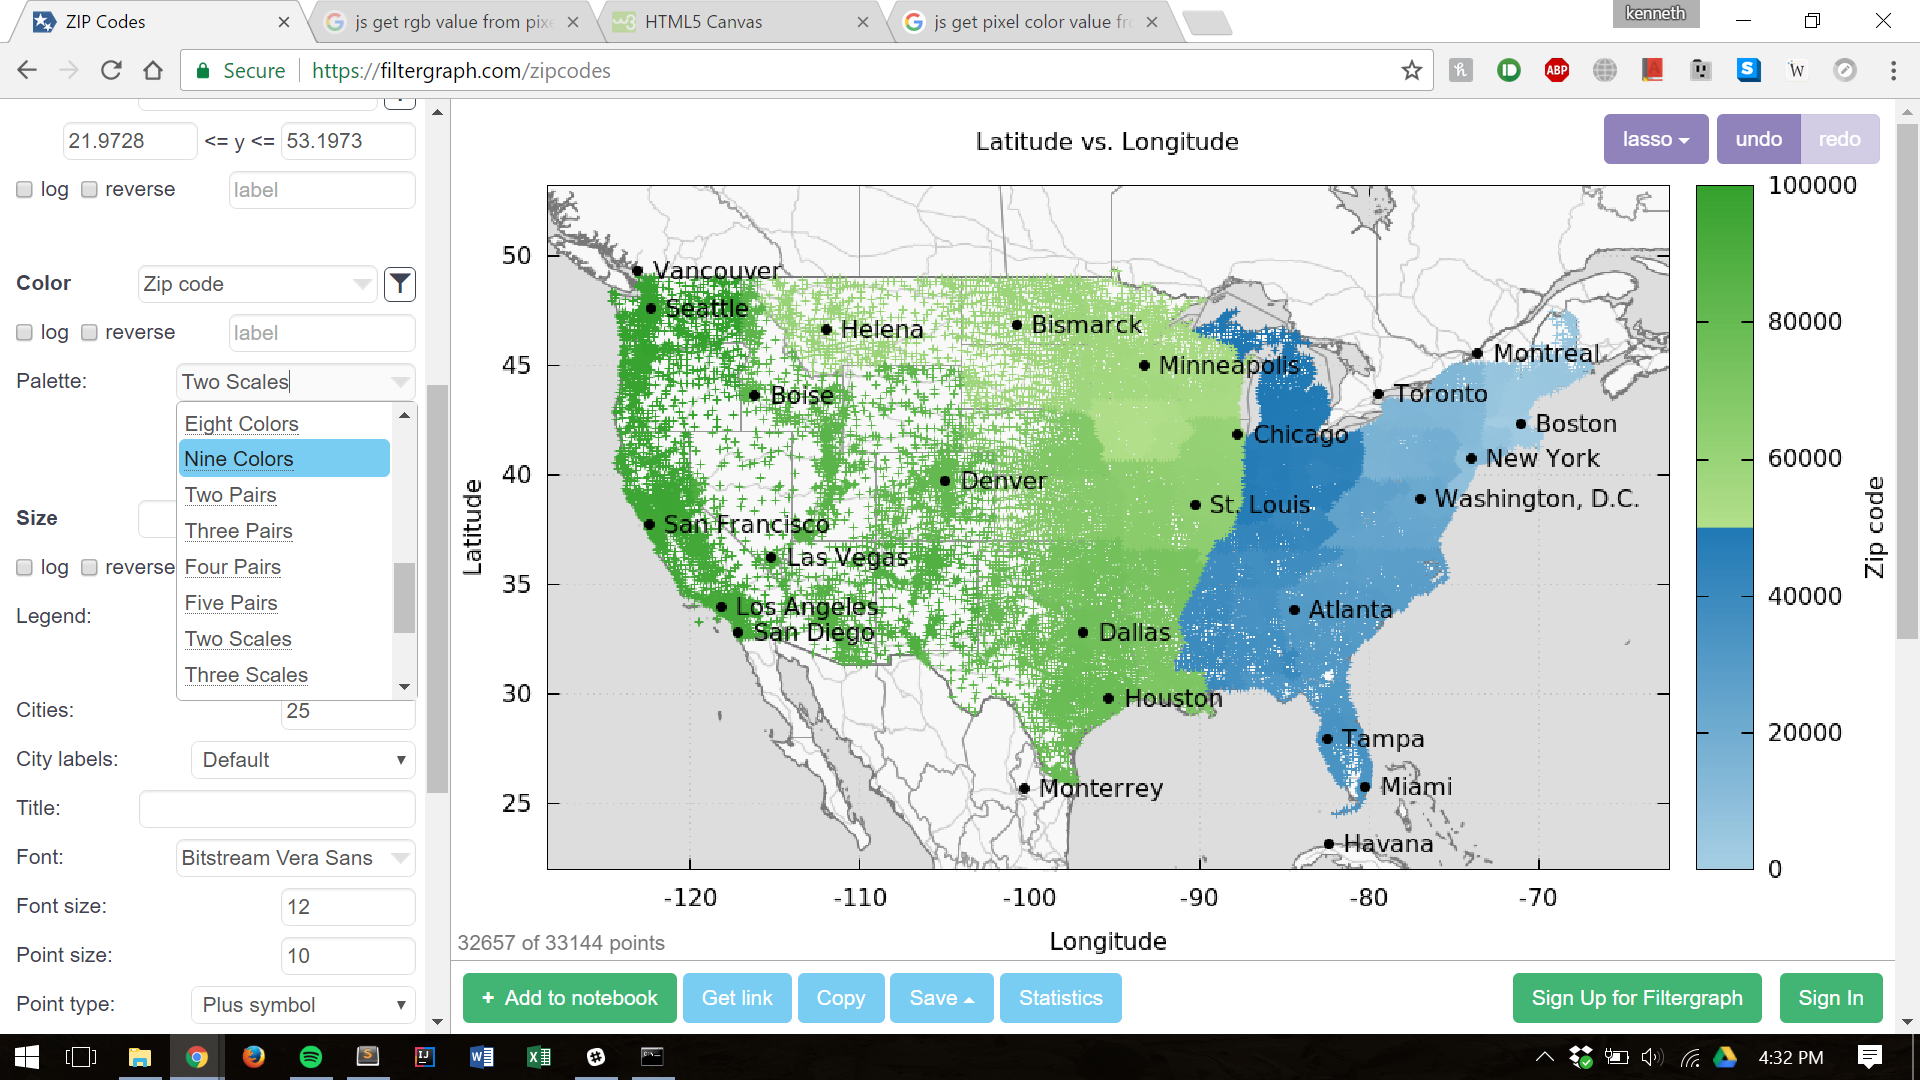 ZIP Codes
js get rgb value from pixe
HTML5 Canvas
js get pixel color value fr
kenneth
Secure
https://filtergraph.com/zipcodes
ABP
S
W
21.9728 <= y <= 53.1973
log reverse label
Color Zip code
log reverse label
Palette: Two Scales
Eight Colors
Nine Colors
Two Pairs
Three Pairs
Four Pairs
Five Pairs
Two Scales
Three Scales
Size
log reverse
Legend:
Cities: 25
City labels: Default
Title:
Font: Bitstream Vera Sans
Font size: 12
Point size: 10
Point type: Plus symbol
Latitude vs. Longitude
lasso
undo
redo
50
45
40
35
30
25
Latitude
Vancouver
Seattle
Helena
Bismarck
Minneapolis
Montreal
Boise
Toronto
Boston
Chicago
New York
Denver
Washington, D.C.
St. Louis
San Francisco
Las Vegas
Los Angeles
Atlanta
San Diego
Dallas
Houston
Tampa
Miami
Monterrey
Havana
-120
-110
-100
-90
-80
-70
Longitude
100000
80000
60000
40000
20000
0
Zip code
32657 of 33144 points
+ Add to notebook
Get link
Copy
Save
Statistics
Sign Up for Filtergraph
Sign In
4:32 PM